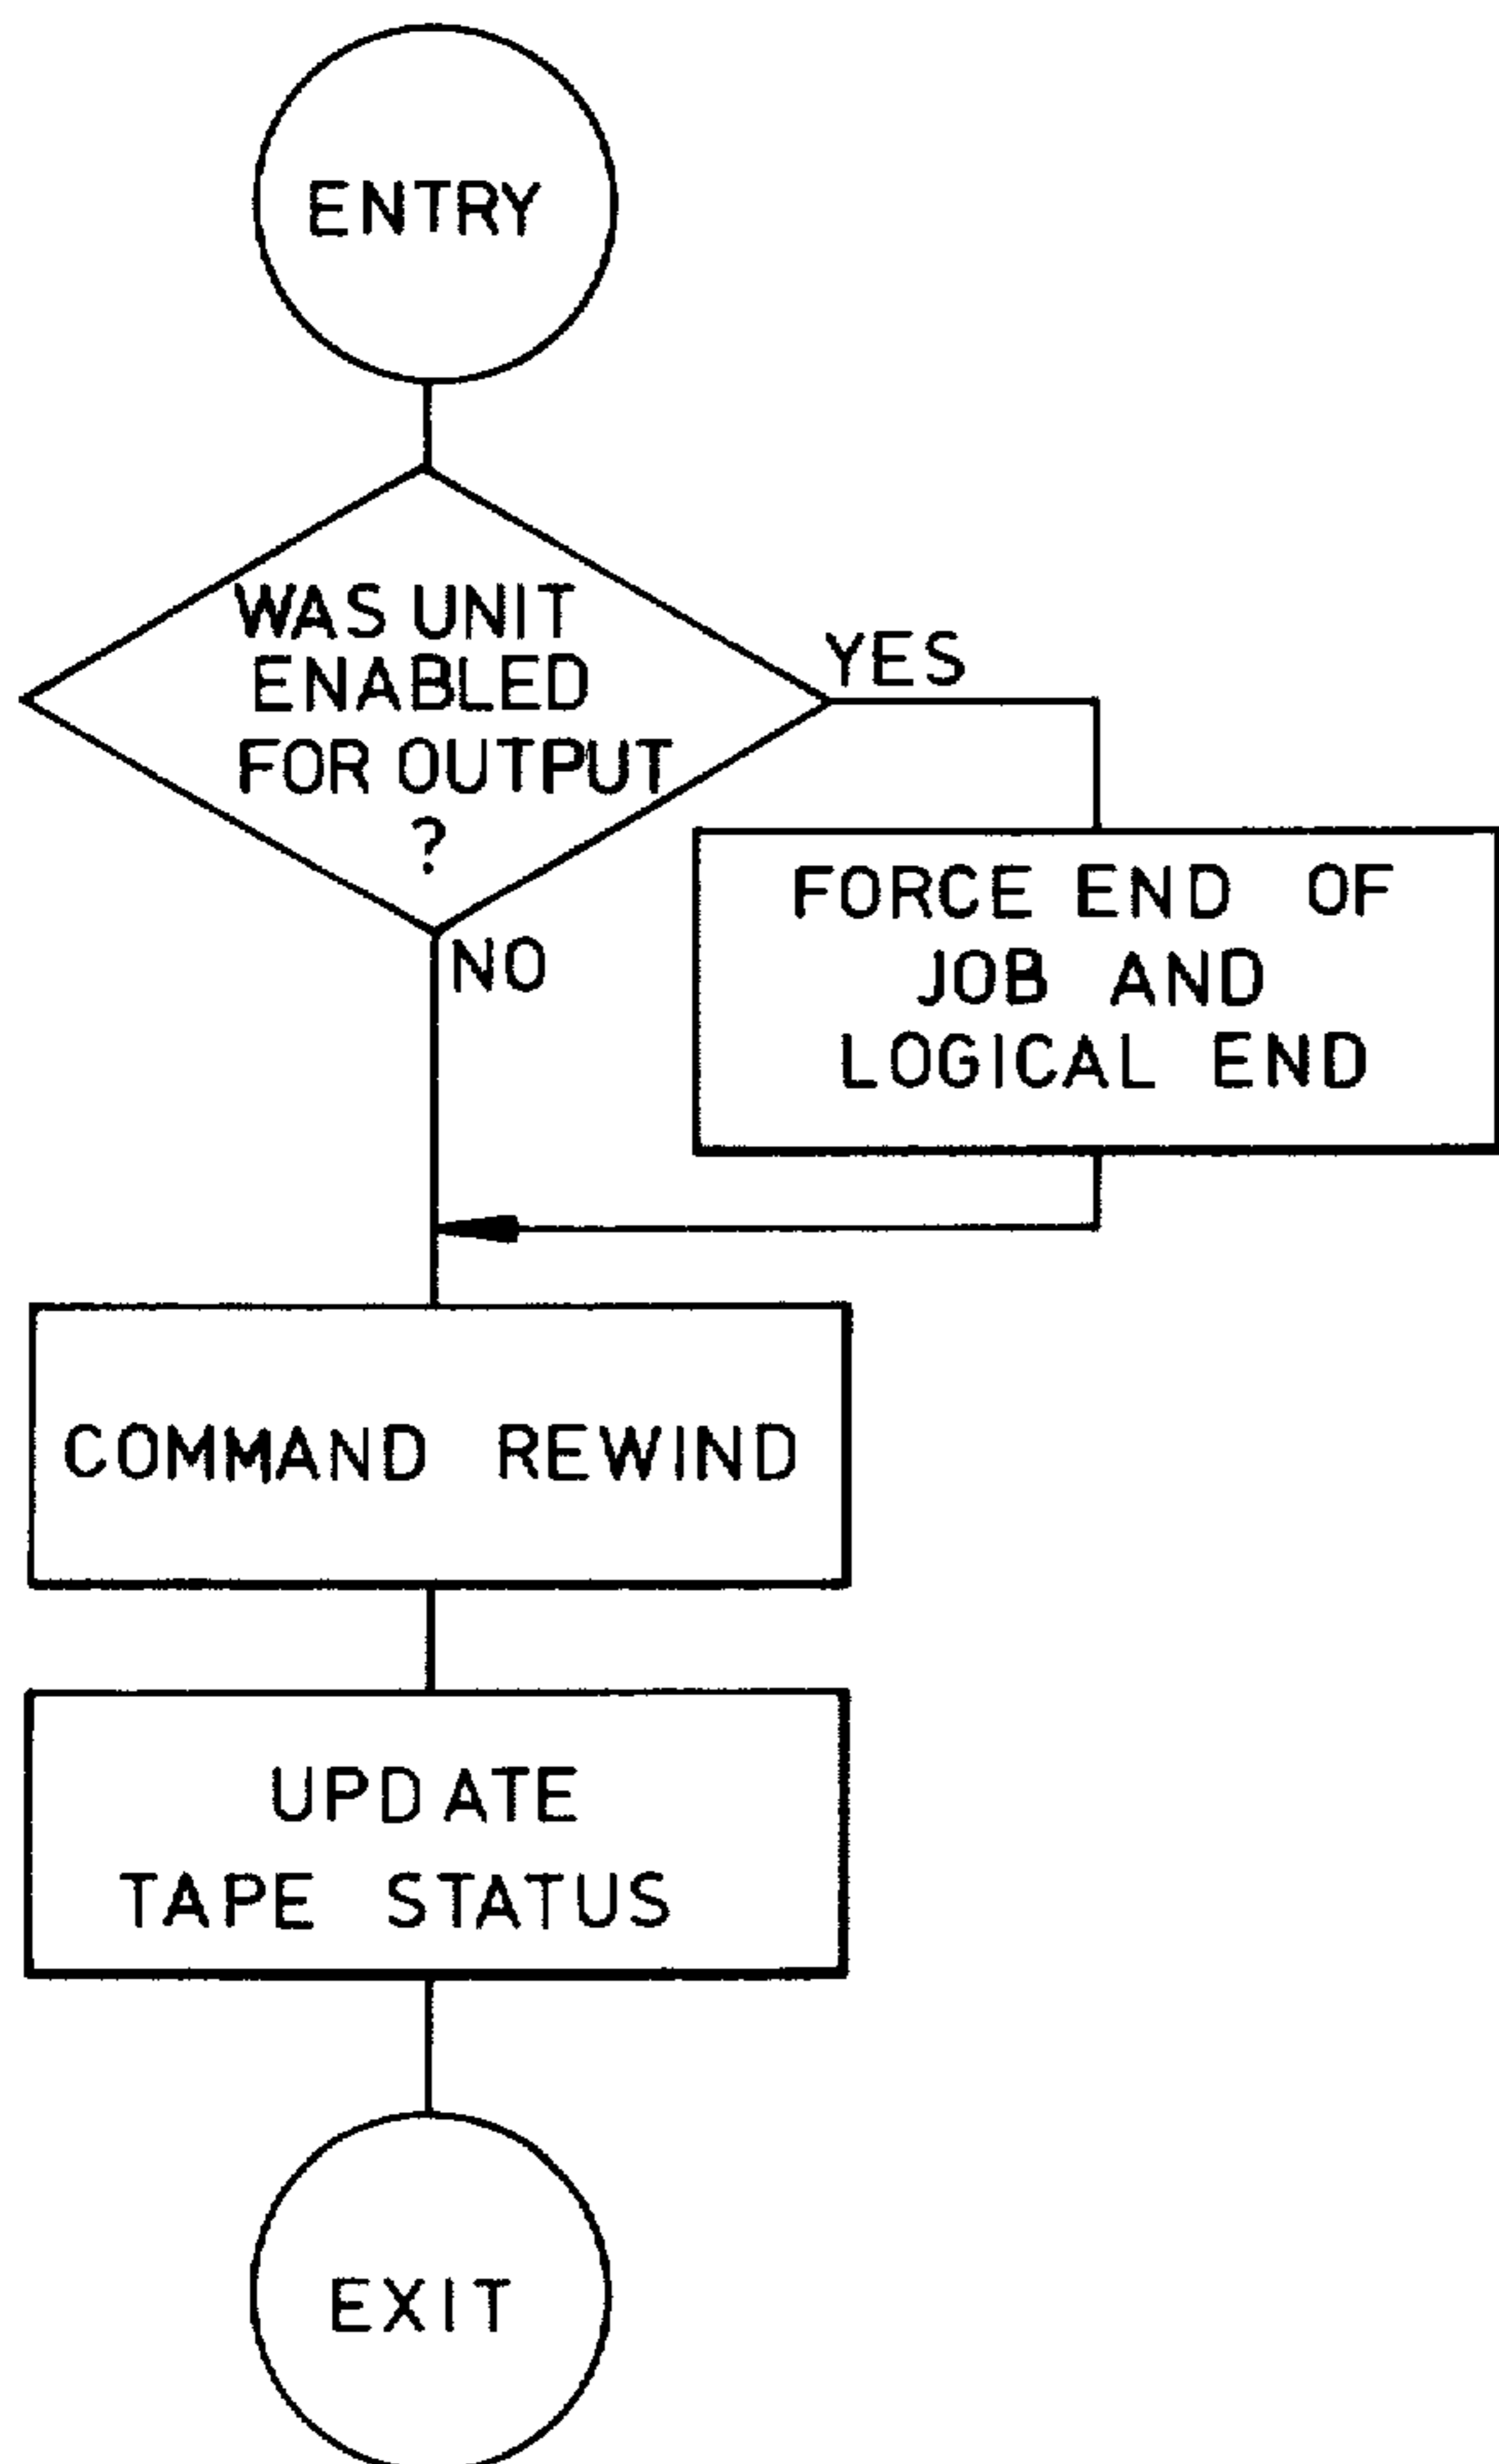 ENTRY
WAS UNIT
ENABLED
FOR OUTPUT
?
YES
NO
FORCE END OF
JOB AND
LOGICAL END
COMMAND REWIND
UPDATE
TAPE STATUS
EXIT